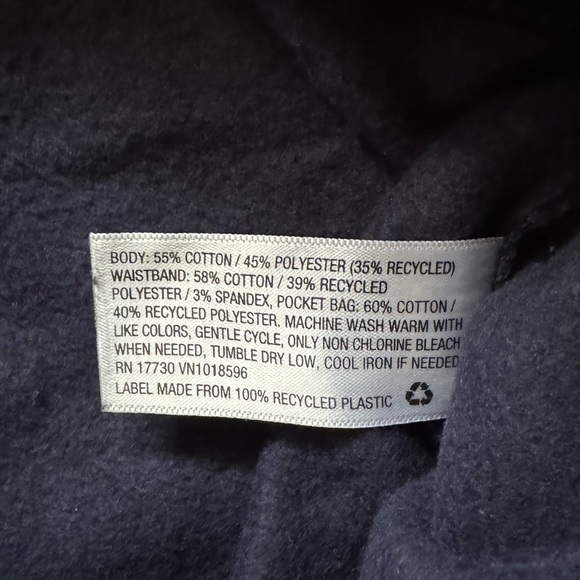 BODY: 55% COTTON / 45% POLYESTER (35% RECYCLED)
WAISTBAND: 58% COTTON / 39% RECYCLED
POLYESTER / 3% SPANDEX, POCKET BAG: 60% COTTON /
40% RECYCLED POLYESTER. MACHINE WASH WARM WITH
LIKE COLORS, GENTLE CYCLE, ONLY NON CHLORINE BLEACH
WHEN NEEDED, TUMBLE DRY LOW, COOL IRON IF NEEDED
RN 17730 VN1018596
LABEL MADE FROM 100% RECYCLED PLASTIC